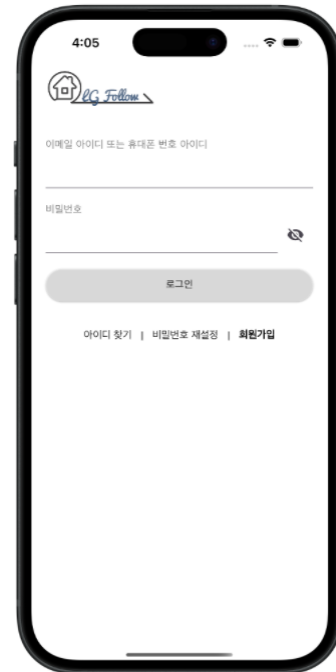 4:05
LG Follow
이메일 아이디 또는 휴대폰 번호 아이디
비밀번호
로그인
아이디 찾기 | 비밀번호 재설정 | 회원가입